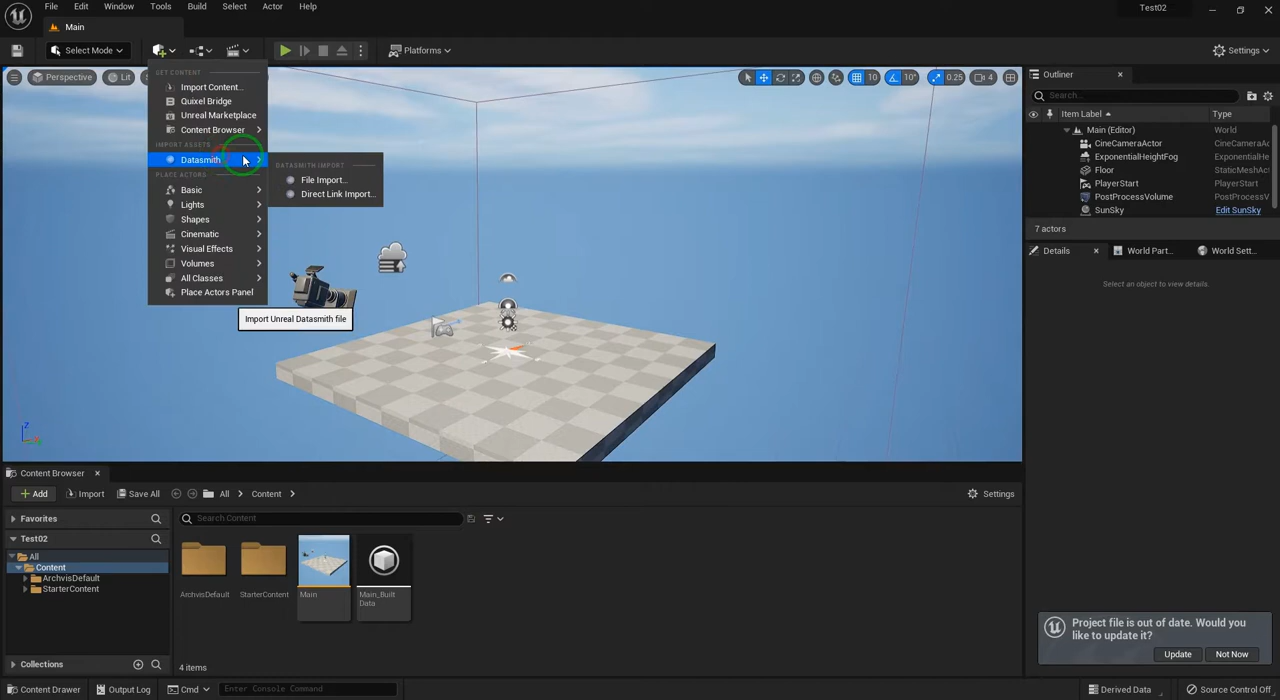 File Edit Window Tools Build Select Actor Help
Test02
Main
Select Mode
Platforms
Settings
Perspective
Lit
10
10°
0.25
4
GET CONTENT
Import Content...
Quixel Bridge
Unreal Marketplace
Content Browser
IMPORT ASSETS
Datasmith
PLACE ACTORS
Basic
Lights
Shapes
Cinematic
Visual Effects
Volumes
All Classes
Place Actors Panel
DATASMITH IMPORT
File Import...
Direct Link Import...
Import Unreal Datasmith file
Z
Outliner
Search...
Item Label Type
Main (Editor) World
CineCameraActor CineCameraA
ExponentialHeightFog ExponentialHe
Floor StaticMeshAc
PlayerStart PlayerStart
PostProcessVolume PostProcessV
SunSky Edit SunSky
7 actors
Details
World Part...
World Sett...
Select an object to view details.
Content Browser
Add
Import
Save All
All
Content
Settings
Favorites
Search Content
Test02
All
Content
ArchvisDefault
StarterContent
ArchvisDefault
StarterContent
Main
Main_Built
Data
Project file is out of date. Would you
like to update it?
Update
Not Now
Collections
4 items
Content Drawer
Output Log
Cmd
Enter Console Command
Derived Data
Source Control Off